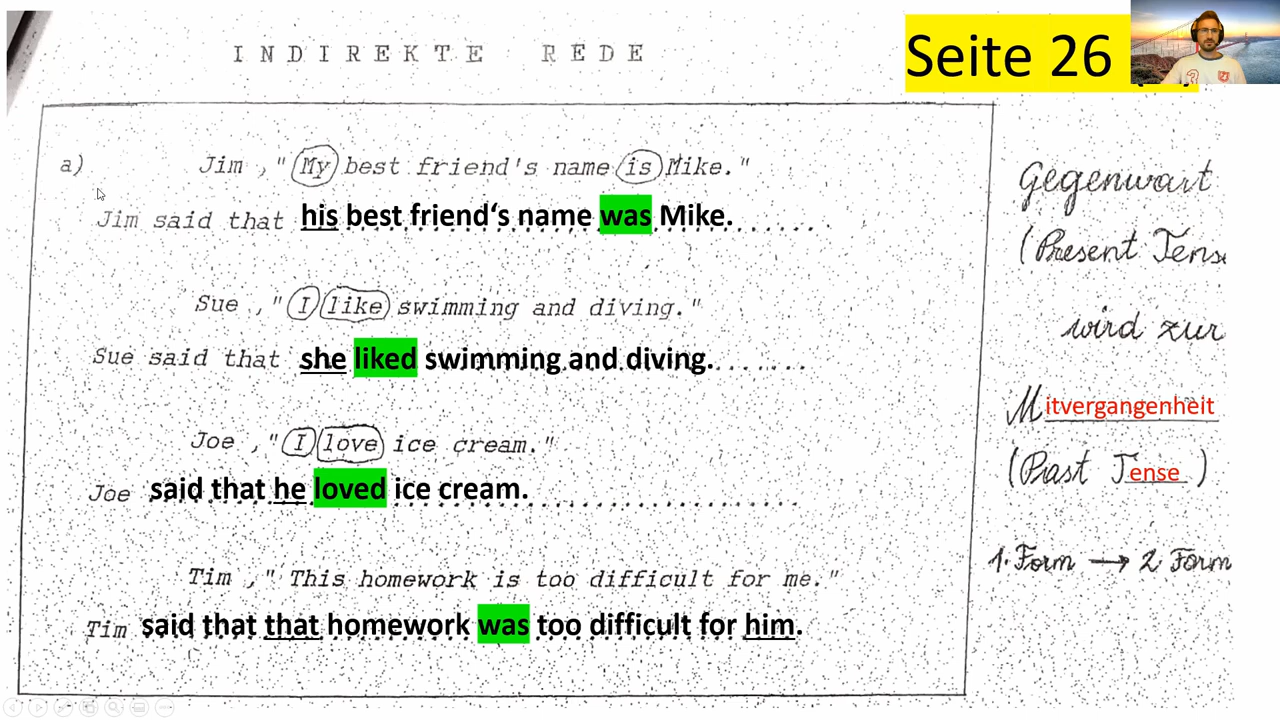 INDIREKTE REDE
Seite 26
a) Jim ,"My best friend's name is Mike."
Jim said that his best friend‘s name was Mike.
Sue ,"I like swimming and diving."
Sue said that she liked swimming and diving.
Joe ,"I love ice cream."
Joe said that he loved ice cream.
Tim ,"This homework is too difficult for me."
Tim said that that homework was too difficult for him.
Gegenwart
(Present Tense
wird zur
Mitvergangenheit
(Past Tense)
1. Form → 2. Form